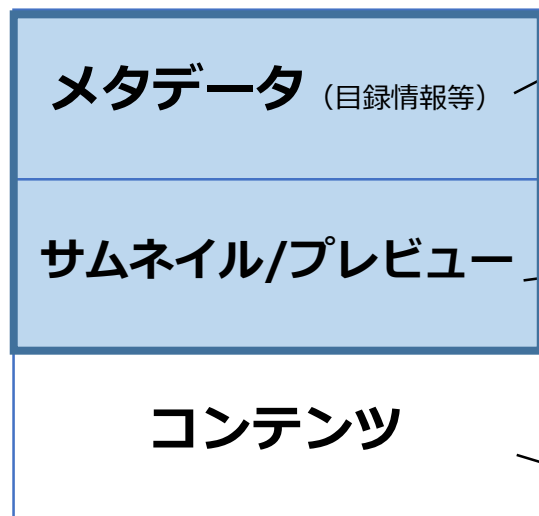 メタデータ（目録情報等）
サムネイル/プレビュー
コンテンツ